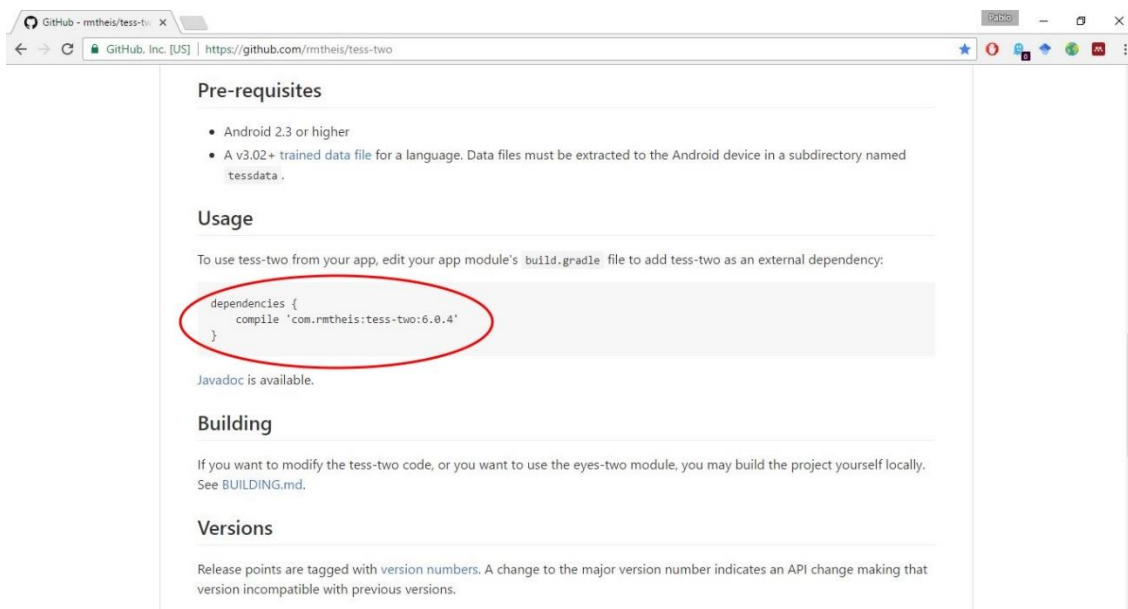 GitHub - rmtheis/tess-tw
Pablo
GitHub, Inc. [US] | https://github.com/rmtheis/tess-two
0
Pre-requisites
• Android 2.3 or higher
• A v3.02+ trained data file for a language. Data files must be extracted to the Android device in a subdirectory named
tessdata .
Usage
To use tess-two from your app, edit your app module's build.gradle file to add tess-two as an external dependency:
dependencies {
compile 'com.rmtheis:tess-two:6.0.4'
}
Javadoc is available.
Building
If you want to modify the tess-two code, or you want to use the eyes-two module, you may build the project yourself locally.
See BUILDING.md.
Versions
Release points are tagged with version numbers. A change to the major version number indicates an API change making that
version incompatible with previous versions.